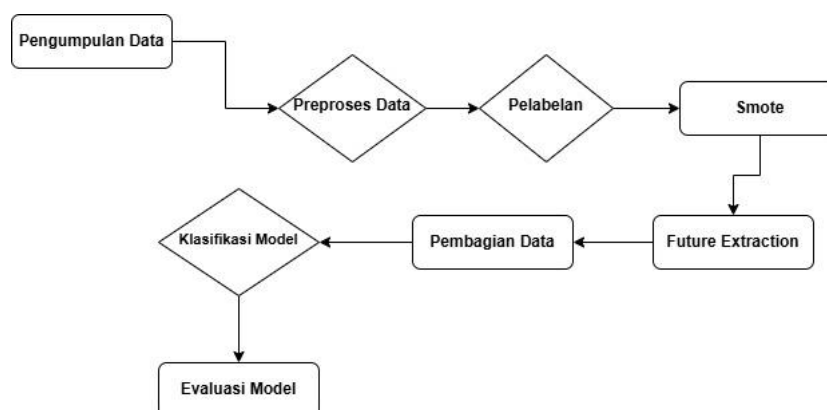 Pengumpulan Data
Preproses Data
Pelabelan
Smote
Klasifikasi Model
Pembagian Data
Future Extraction
Evaluasi Model